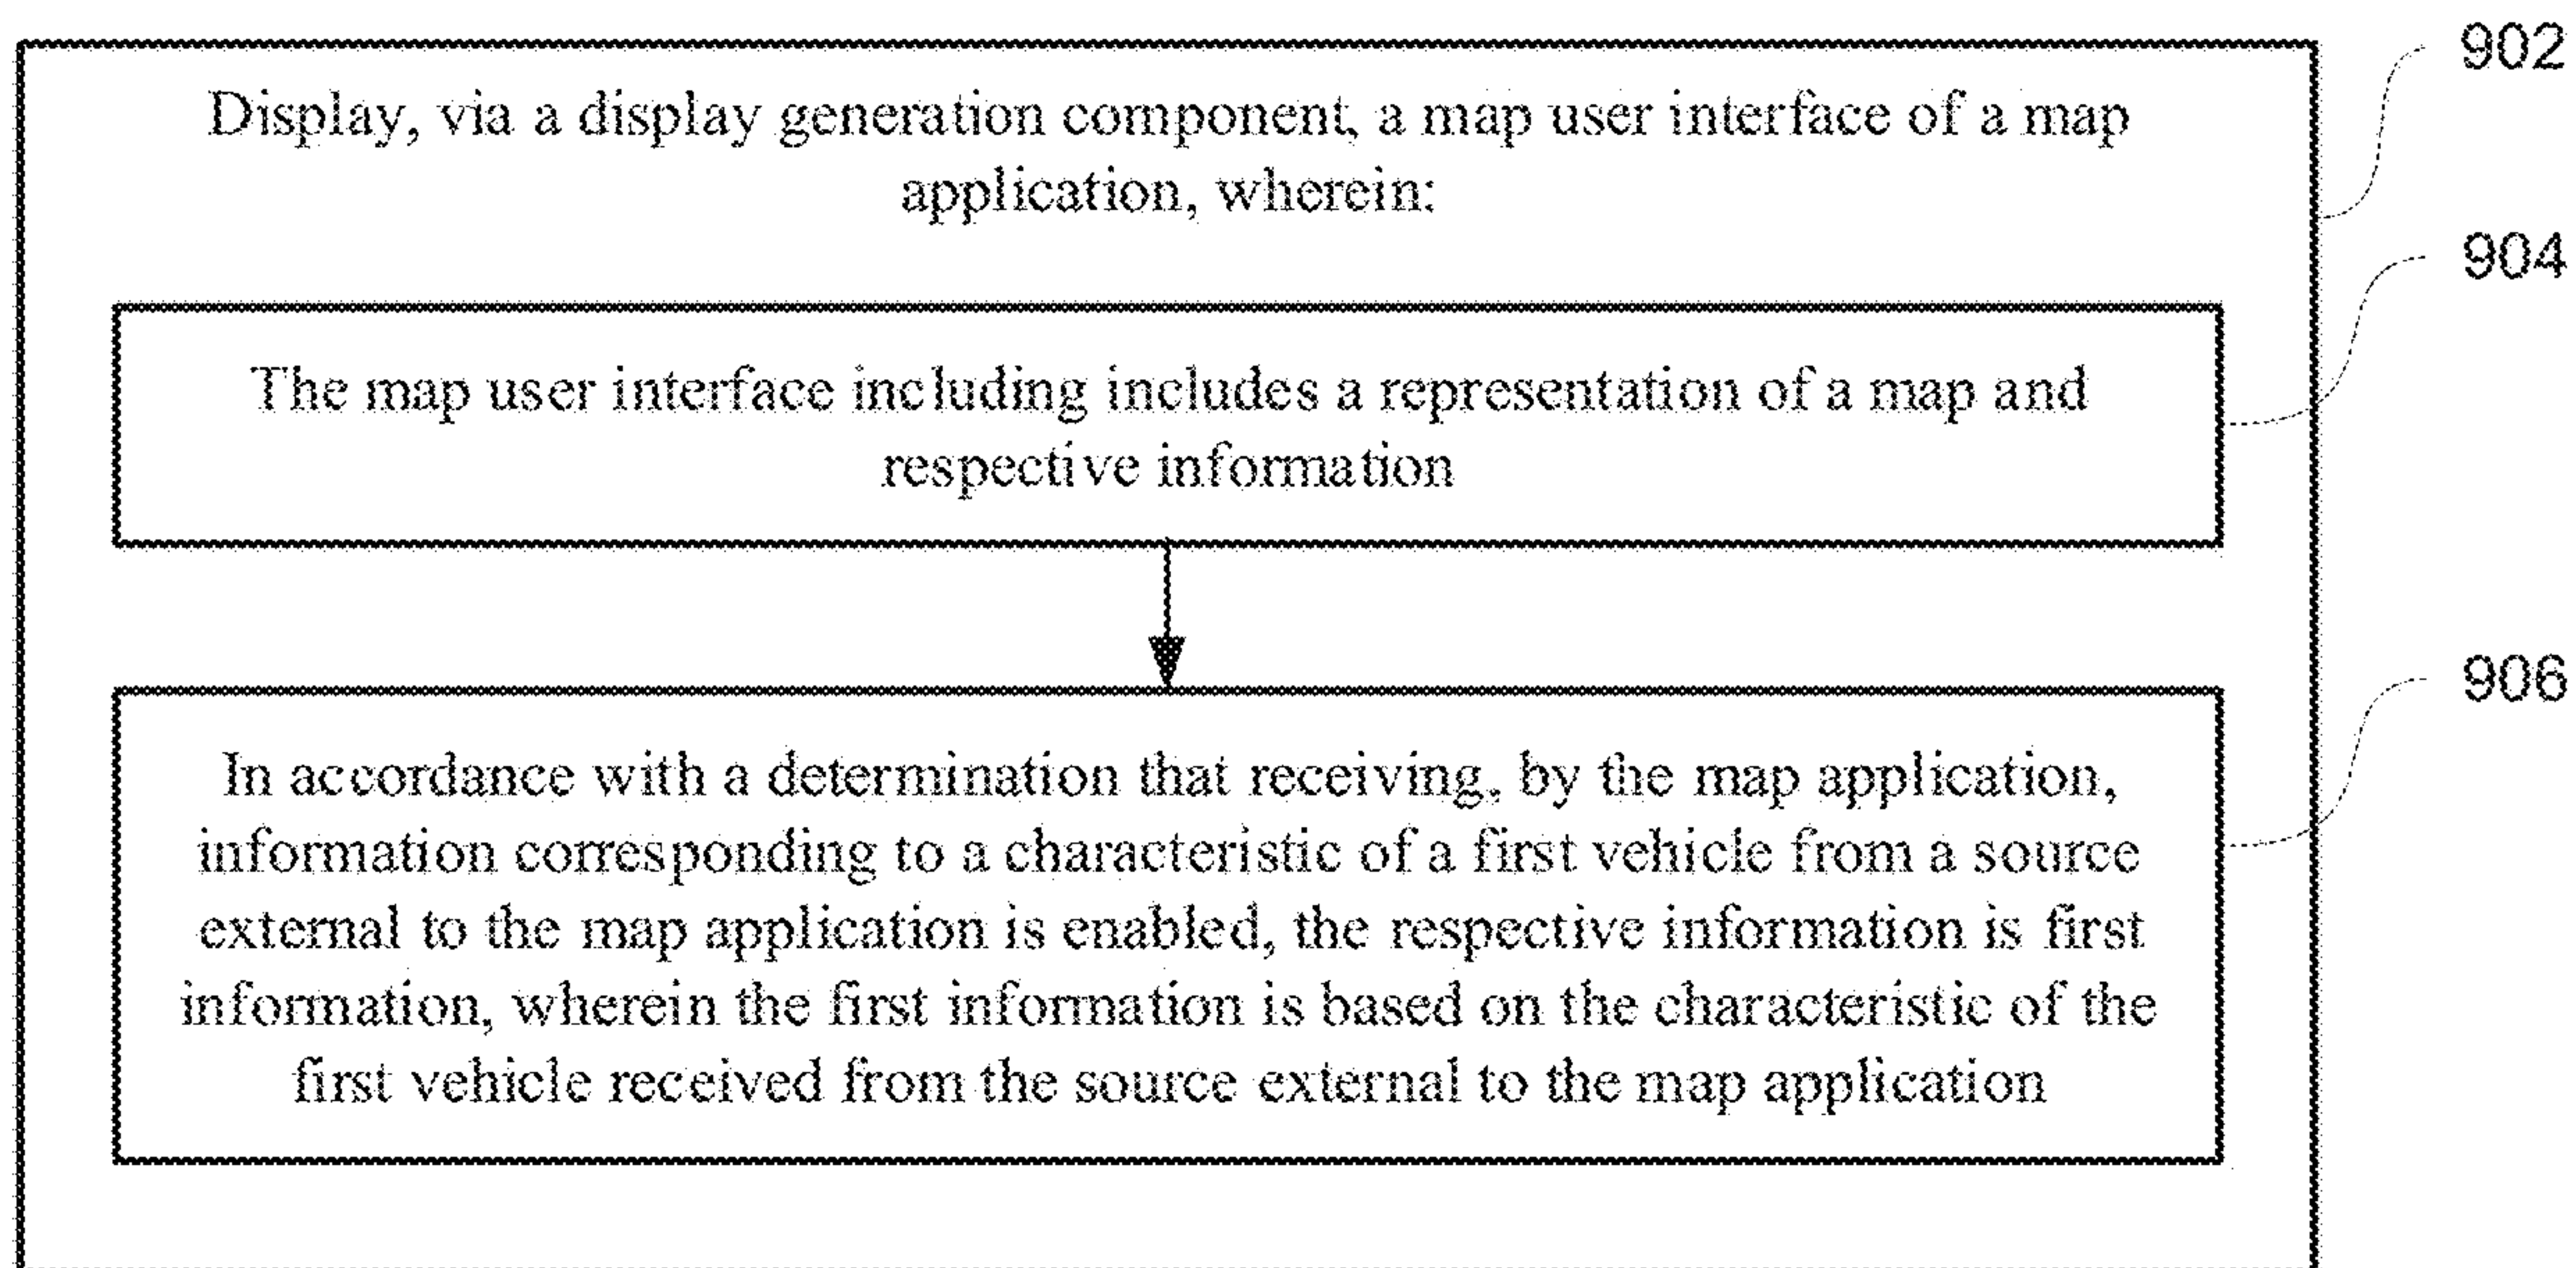 902
Display, via a display generation component, a map user interface of a map
application, wherein:
904
The map user interface including includes a representation of a map and
respective information
906
In accordance with a determination that receiving, by the map application,
information corresponding to a characteristic of a first vehicle from a source
external to the map application is enabled, the respective information is first
information, wherein the first information is based on the characteristic of the
first vehicle received from the source external to the map application